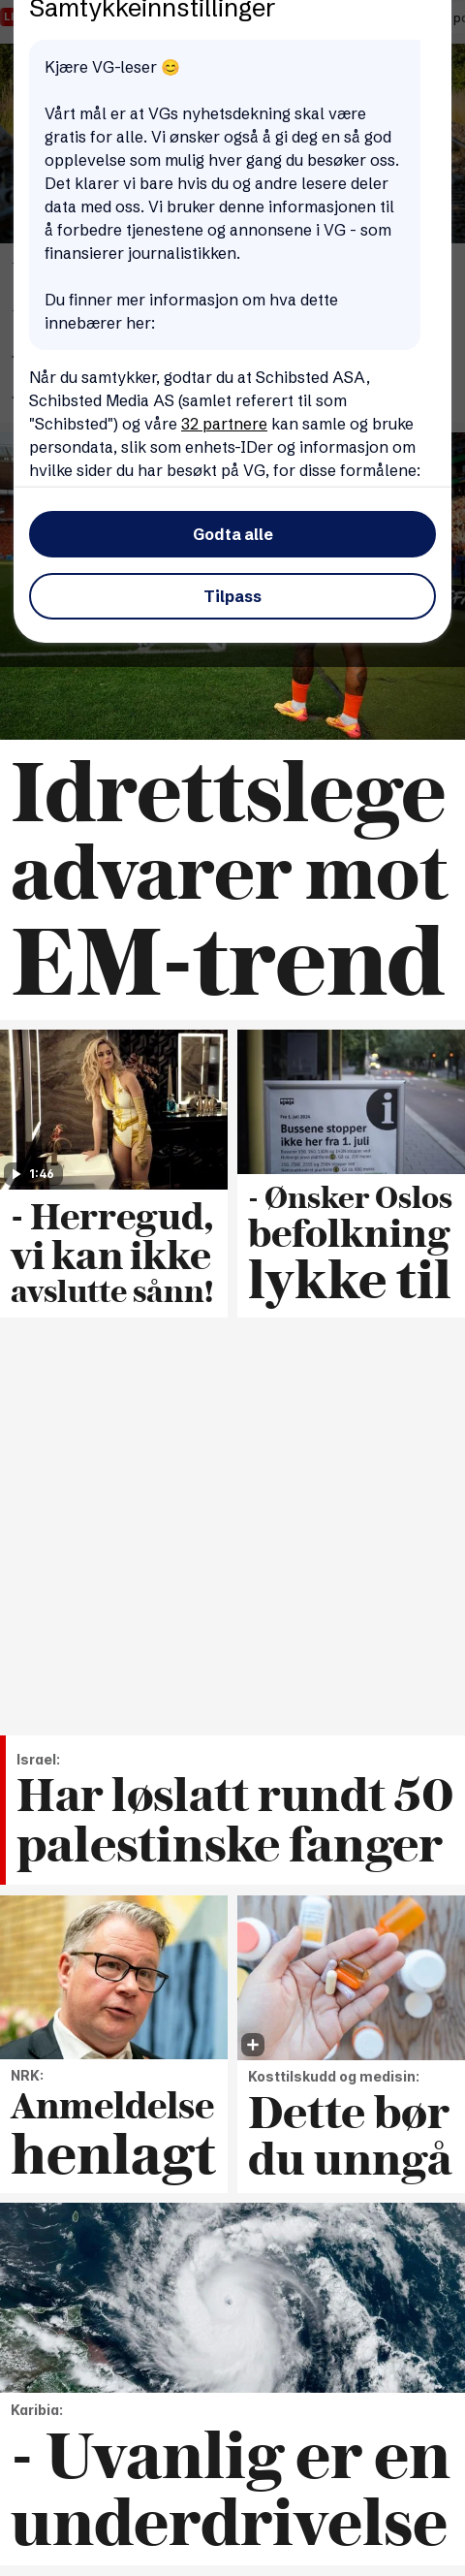 Samtykkeinnstillinger
Kjære VG-leser 😊
Vårt mål er at VGs nyhetsdekning skal være
gratis for alle. Vi ønsker også å gi deg en så god
opplevelse som mulig hver gang du besøker oss.
Det klarer vi bare hvis du og andre lesere deler
data med oss. Vi bruker denne informasjonen til
å forbedre tjenestene og annonsene i VG - som
finansierer journalistikken.
Du finner mer informasjon om hva dette
innebærer her:
Når du samtykker, godtar du at Schibsted ASA,
Schibsted Media AS (samlet referert til som
"Schibsted") og våre 32 partnere kan samle og bruke
persondata, slik som enhets-IDer og informasjon om
hvilke sider du har besøkt på VG, for disse formålene:
Godta alle
Tilpass
Idrettslege
advarer mot
EM-trend
1:46
- Herregud,
vi kan ikke
avslutte sånn!
Bussene stopper
ikke her fra 1. juli
- Ønsker Oslos
befolkning
lykke til
Israel:
Har løslatt rundt 50
palestinske fanger
NRK:
Anmeldelse
henlagt
Kosttilskudd og medisin:
Dette bør
du unngå
Karibia:
- Uvanlig er en
underdrivelse